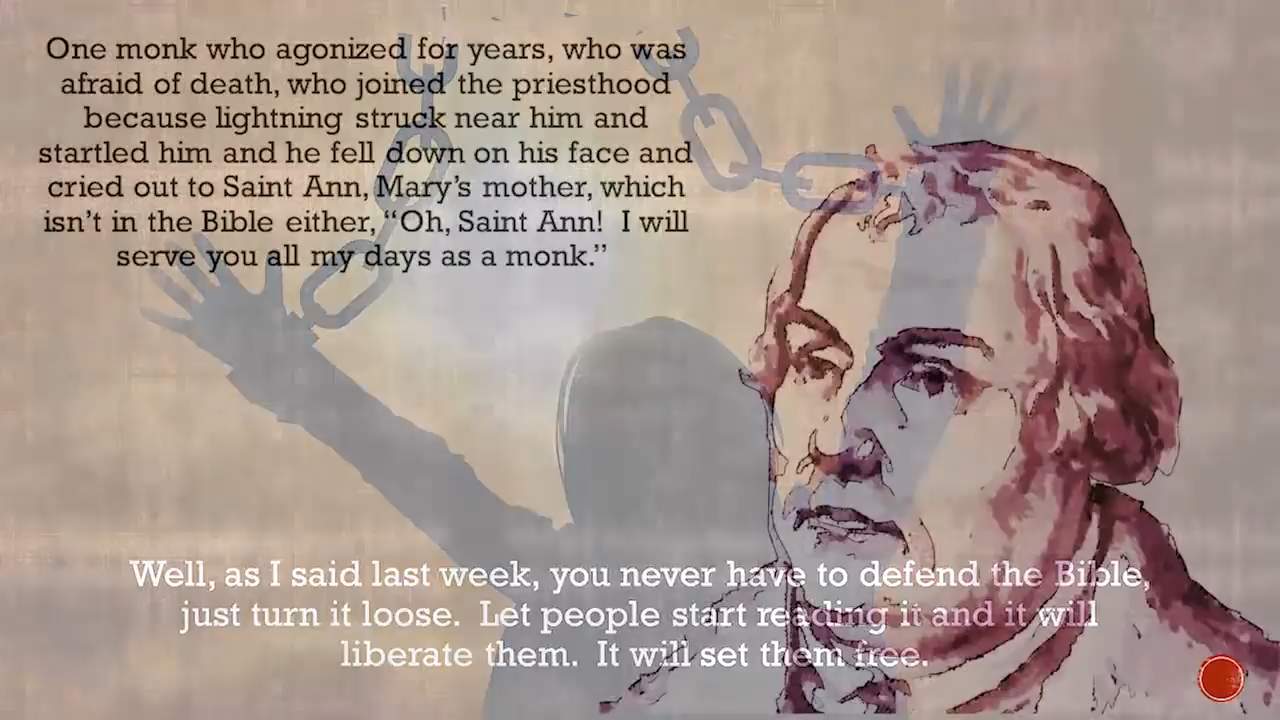 One monk who agonized for years, who was
afraid of death, who joined the priesthood
because lightning struck near him and
startled him and he fell down on his face and
cried out to Saint Ann, Mary’s mother, which
isn’t in the Bible either, “Oh, Saint Ann!  I will
serve you all my days as a monk.”
Well, as I said last week, you never have to defend the Bible,
just turn it loose.  Let people start reading it and it will
liberate them.  It will set them free.